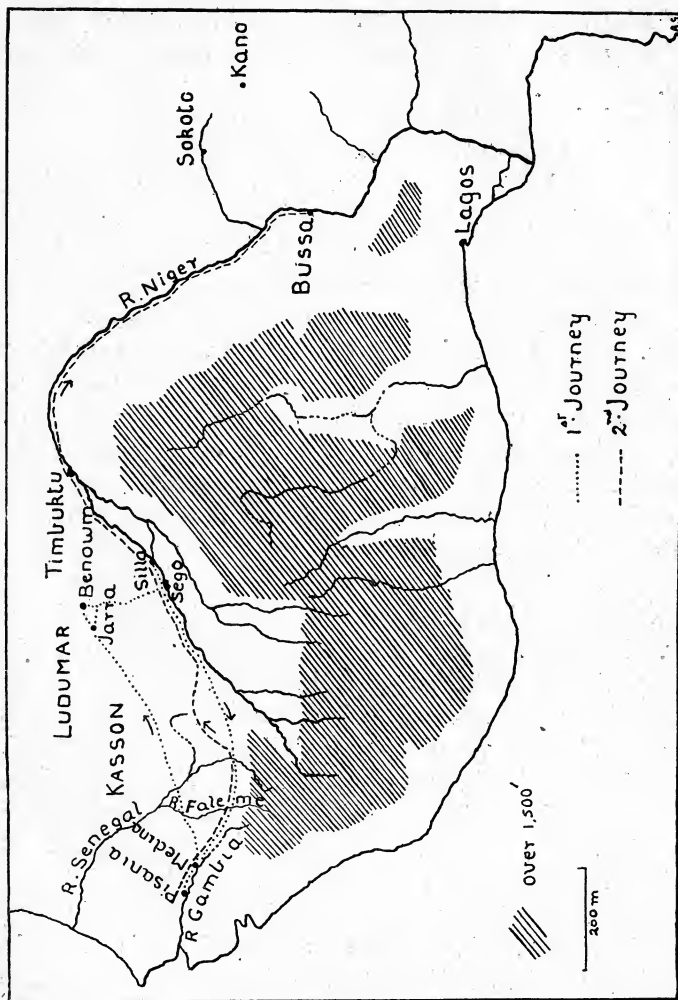 R. Senegal
Pisania
Medina
R. Gambia
R. Faleme
KASSON
LUDUMAR
Jarra
Benowm
Timbuktu
Silla
Sego
R. Niger
BUSSA
Sokoto
Kano
Lagos
over 1,500'
200 m
1st Journey
2nd Journey